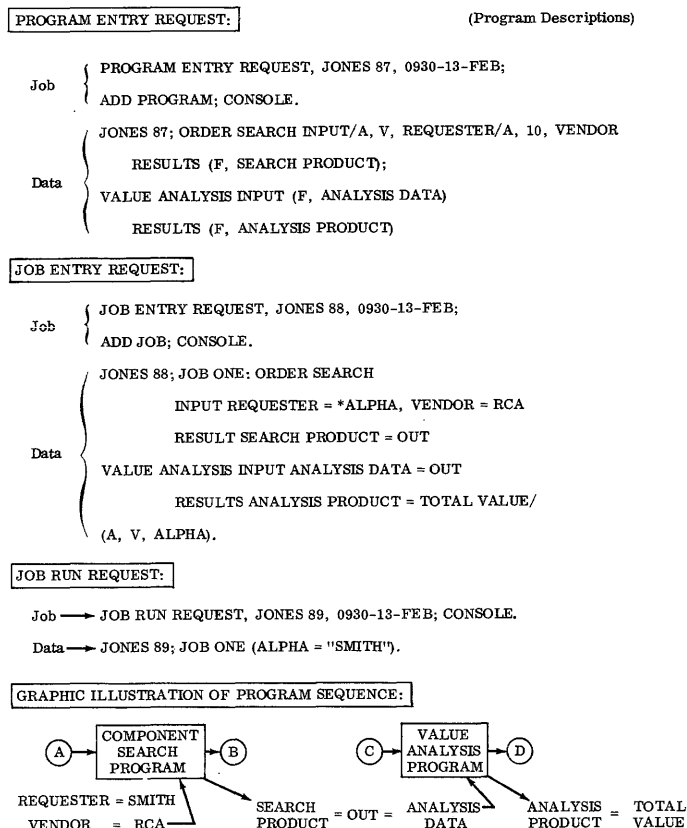 PROGRAM ENTRY REQUEST: (Program Descriptions)
Job
PROGRAM ENTRY REQUEST, JONES 87, 0930-13-FEB;
ADD PROGRAM; CONSOLE.
Data
JONES 87; ORDER SEARCH INPUT/A, V, REQUESTER/A, 10, VENDOR
RESULTS (F, SEARCH PRODUCT);
VALUE ANALYSIS INPUT (F, ANALYSIS DATA)
RESULTS (F, ANALYSIS PRODUCT)
JOB ENTRY REQUEST:
Job
JOB ENTRY REQUEST, JONES 88, 0930-13-FEB;
ADD JOB; CONSOLE.
Data
JONES 88; JOB ONE: ORDER SEARCH
INPUT REQUESTER = *ALPHA, VENDOR = RCA
RESULT SEARCH PRODUCT = OUT
VALUE ANALYSIS INPUT ANALYSIS DATA = OUT
RESULTS ANALYSIS PRODUCT = TOTAL VALUE/
(A, V, ALPHA).
JOB RUN REQUEST:
Job JOB RUN REQUEST, JONES 89, 0930-13-FEB; CONSOLE.
Data JONES 89; JOB ONE (ALPHA = "SMITH").
GRAPHIC ILLUSTRATION OF PROGRAM SEQUENCE:
A
COMPONENT
SEARCH
PROGRAM
B
C
VALUE
ANALYSIS
PROGRAM
D
REQUESTER = SMITH
VENDOR = RCA
SEARCH
PRODUCT
= OUT =
ANALYSIS
DATA
ANALYSIS
PRODUCT
=
TOTAL
VALUE